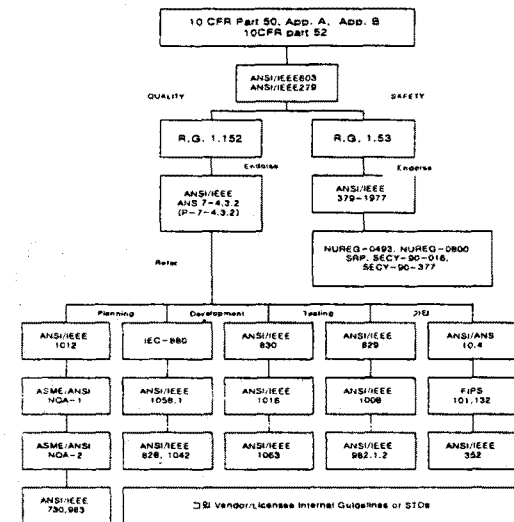 10 CFR Part 50, App. A, App. B
10CFR part 52
ANSI/IEEE603
ANSI/IEEE279
QUALITY
SAFETY
R.G. 1.152
R.G. 1.53
Endorse
Endorse
ANSI/IEEE
ANS 7-4.3.2
(P-7-4.3.2)
ANSI/IEEE
379-1977
NUREG-0493, NUREG-0800
SRP, SECY-90-016,
SECY-90-377
Refer
Planning
Development
Testing
ANSI/IEEE
1012
IEC-880
ANSI/IEEE
830
ANSI/IEEE
829
ANSI/ANS
10.4
ASME/ANSI
NQA-1
ANSI/IEEE
1058.1
ANSI/IEEE
1016
ANSI/IEEE
1008
FIPS
101,132
ASME/ANSI
NQA-2
ANSI/IEEE
828, 1042
ANSI/IEEE
1063
ANSI/IEEE
982.1.2
ANSI/IEEE
352
ANSI/IEEE
730,983
그외 Vendor/Licensee Internal Guidelines or STDs